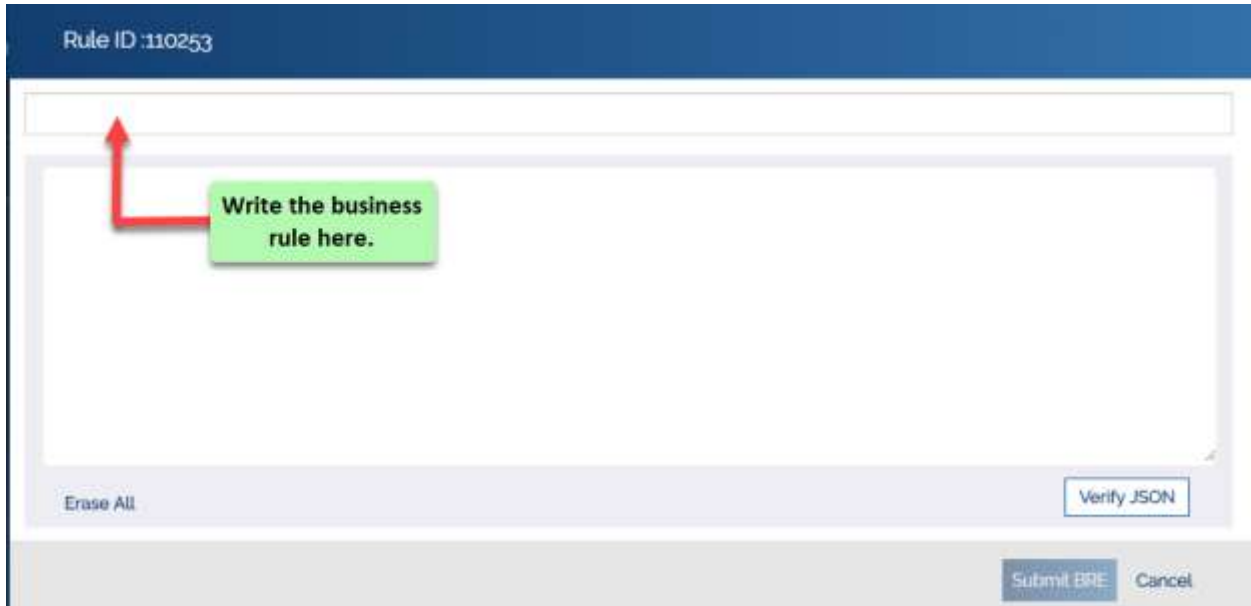 Rule ID :110253
Write the business
rule here.
Erase All
Verify JSON
Submit BRE
Cancel